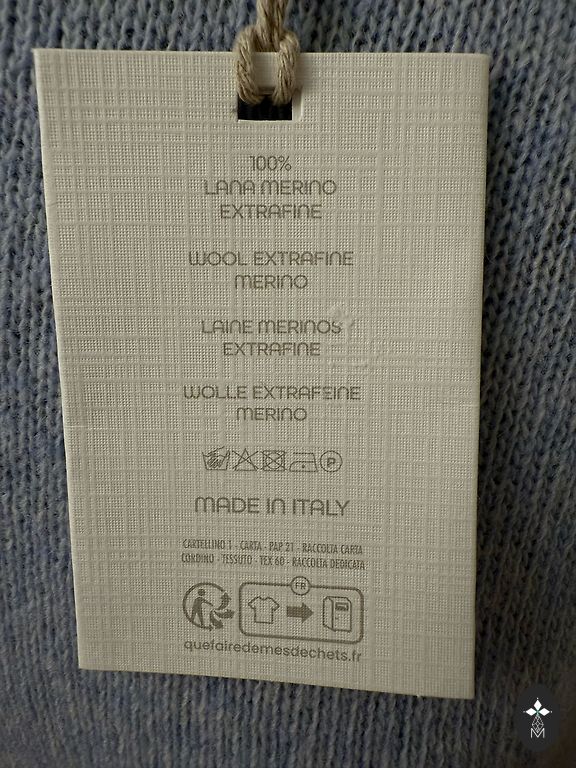 100%
LANA MERINO
EXTRAFINE
WOOL EXTRAFINE
MERINO
LAINE MERINOS
EXTRAFINE
WOLLE EXTRAFEINE
MERINO
P
MADE IN ITALY
CARTELLINO 1 - CARTA - PAP 21 - RACCOLTA CARTA
CORDINO - TESSUTO - TEX 60 - RACCOLTA DEDICATA
FR
quefairedemesdechets.fr
M